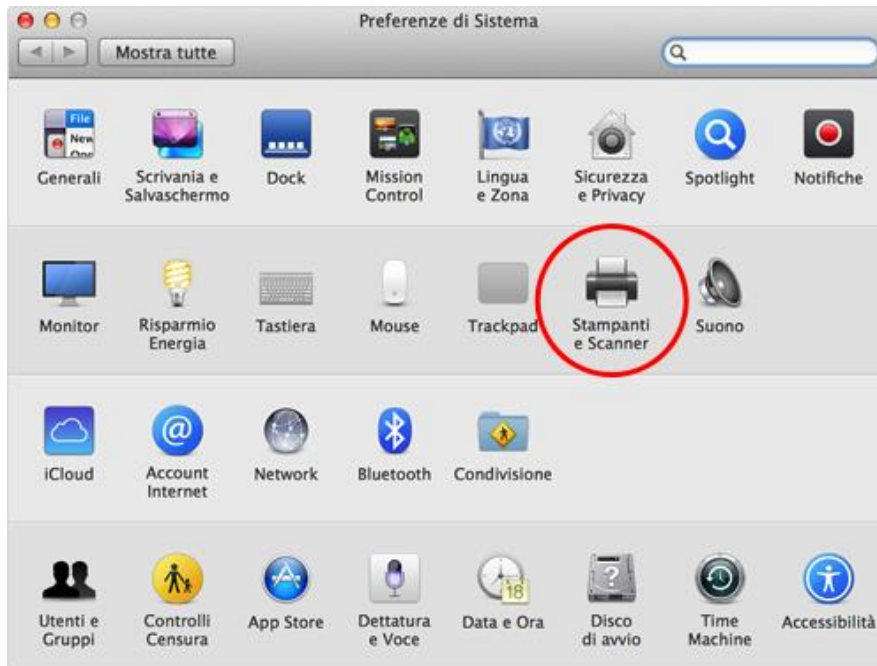 Preferenze di Sistema
Mostra tutte
File
New
Generali
Scrivania e
Salvaschermo
Dock
Mission
Control
Lingua
e Zona
Sicurezza
e Privacy
Spotlight
Notifiche
Monitor
Risparmio
Energia
Tastiera
Mouse
Trackpad
Stampanti
e Scanner
Suono
iCloud
@
Account
Internet
Network
Bluetooth
Condivisione
Utenti e
Gruppi
Controlli
Censura
App Store
Dettatura
e Voce
18
Data e Ora
?
Disco
di avvio
Time
Machine
Accessibilità